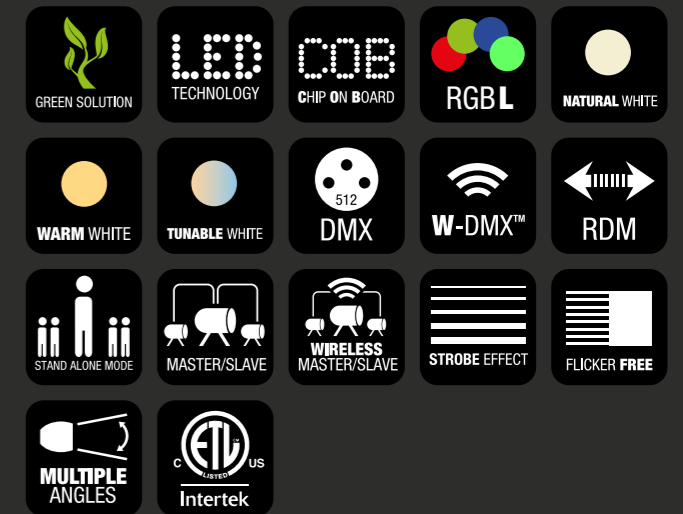 GREEN SOLUTION
LED
TECHNOLOGY
COB
CHIP ON BOARD
RGBL
NATURAL WHITE
WARM WHITE
TUNABLE WHITE
512
DMX
W-DMX™
RDM
STAND ALONE MODE
MASTER/SLAVE
WIRELESS
MASTER/SLAVE
STROBE EFFECT
FLICKER FREE
MULTIPLE
ANGLES
C ETL US
LISTED
Intertek